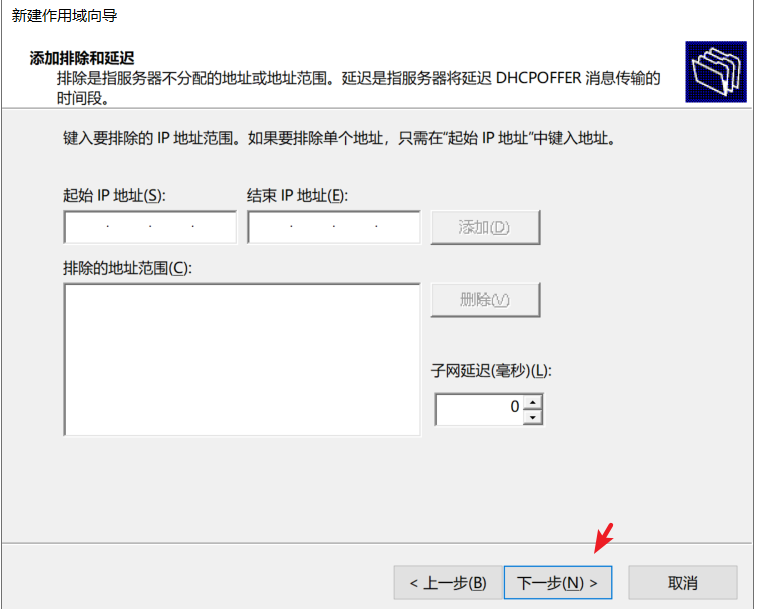 新建作用域向导
添加排除和延迟
排除是指服务器不分配的地址或地址范围。延迟是指服务器将延迟 DHCPOFFER 消息传输的
时间段。
键入要排除的 IP 地址范围。如果要排除单个地址，只需在“起始 IP 地址”中键入地址。
起始 IP 地址(S): 结束 IP 地址(E):
添加(D)
排除的地址范围(C):
删除(V)
子网延迟(毫秒)(L):
0
< 上一步(B) 下一步(N) > 取消